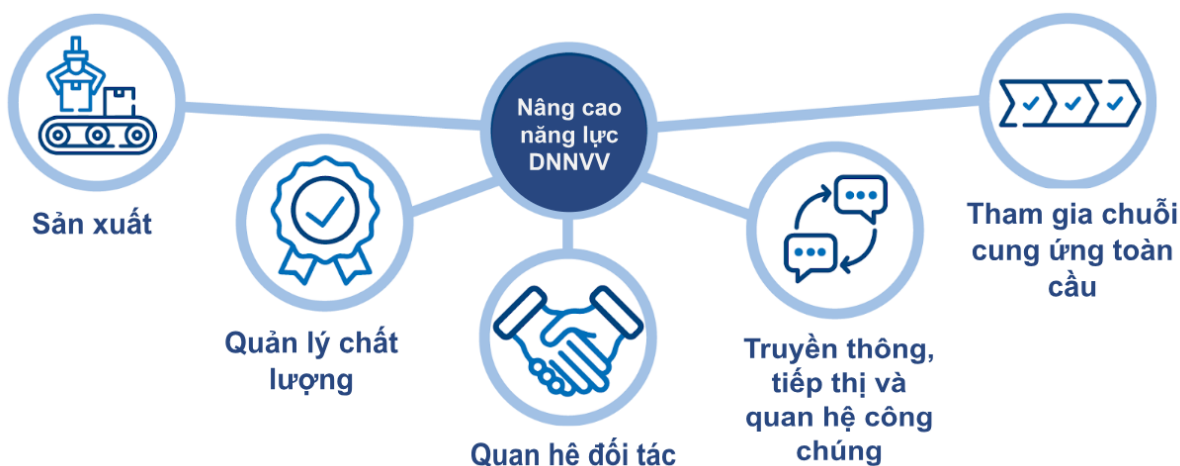 Nâng cao
năng lực
DNNVV
Sản xuất
Quản lý chất
lượng
Quan hê đối tác
Truyền thông,
tiếp thị và
quan hệ công
chúng
Tham gia chuỗi
cung ứng toàn
cầu